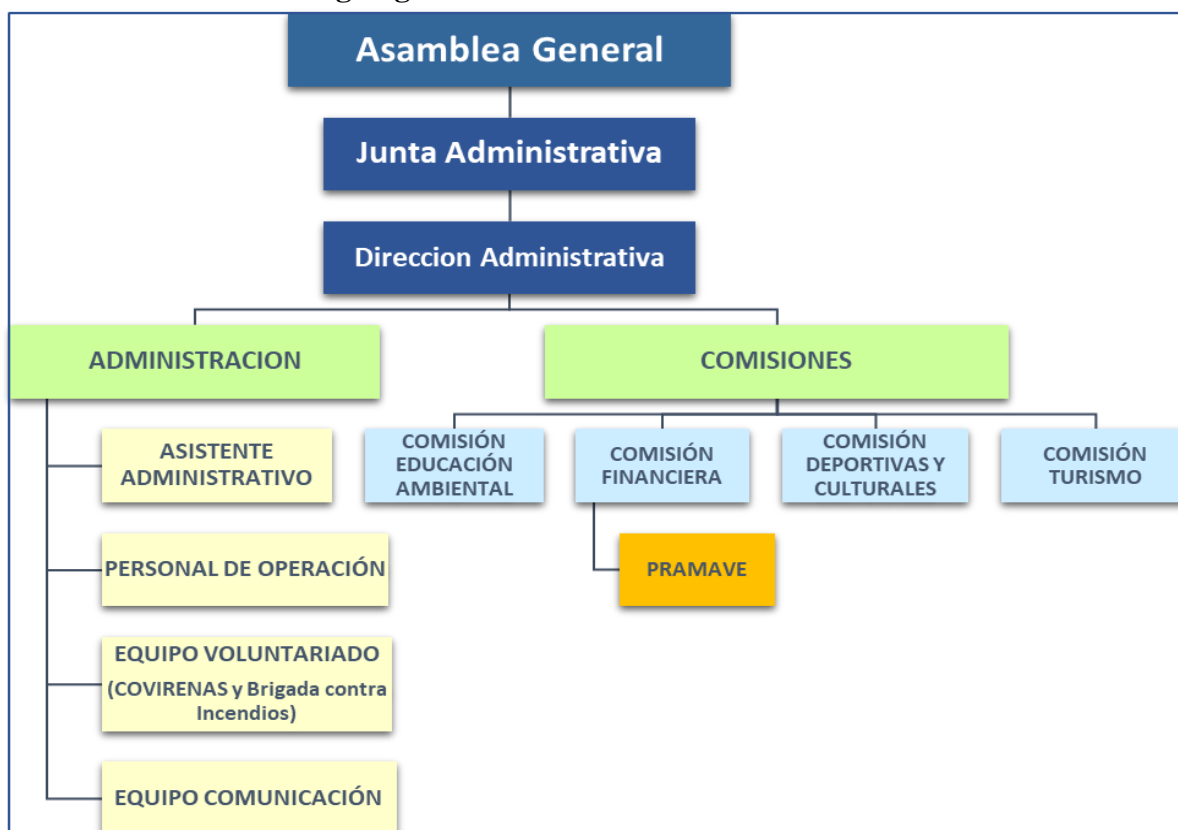 Asamblea General
Junta Administrativa
Direccion Administrativa
ADMINISTRACION
COMISIONES
ASISTENTE
ADMINISTRATIVO
COMISIÓN
EDUCACIÓN
AMBIENTAL
COMISIÓN
FINANCIERA
COMISIÓN
DEPORTIVAS Y
CULTURALES
COMISIÓN
TURISMO
PERSONAL DE OPERACIÓN
PRAMAVE
EQUIPO VOLUNTARIADO
(COVIRENAS y Brigada contra
Incendios)
EQUIPO COMUNICACIÓN